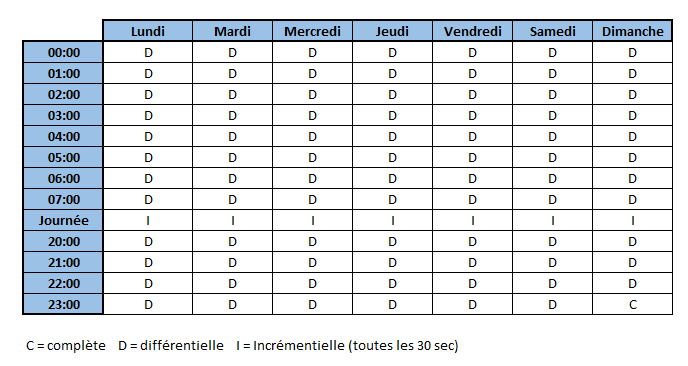 Lundi Mardi Mercredi Jeudi Vendredi Samedi Dimanche
00:00 D D D D D D D
01:00 D D D D D D D
02:00 D D D D D D D
03:00 D D D D D D D
04:00 D D D D D D D
05:00 D D D D D D D
06:00 D D D D D D D
07:00 D D D D D D D
Journée I I I I I I I
20:00 D D D D D D D
21:00 D D D D D D D
22:00 D D D D D D D
23:00 D D D D D D C
C = complète D = différentielle I = Incrémentielle (toutes les 30 sec)